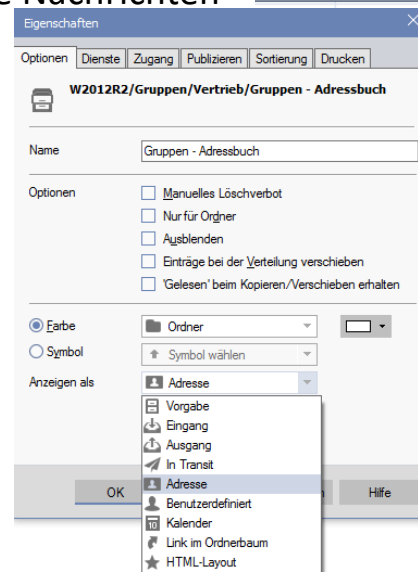 e Nachrichten
Eigenschaften
Optionen Dienste Zugang Publizieren Sortierung Drucken
W2012R2/Gruppen/Vertrieb/Gruppen - Adressbuch
Name Gruppen - Adressbuch
Optionen Manuelles Löschverbot
Nur für Ordner
Ausblenden
Einträge bei der Verteilung verschieben
'Gelesen' beim Kopieren/Verschieben erhalten
Farbe Ordner
Symbol Symbol wählen
Anzeigen als Adresse
Vorgabe
Eingang
Ausgang
In Transit
Adresse
Benutzerdefiniert
10 Kalender
Link im Ordnerbaum
HTML-Layout
OK Hilfe